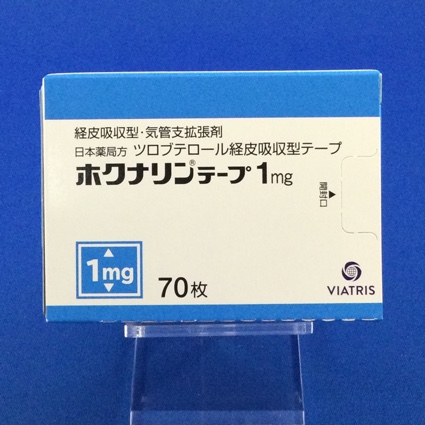 経皮吸収型・気管支拡張剤
日本薬局方 ツロブテロール経皮吸収型テープ
ホクナリン®テープ1mg
開封口
1mg
70枚
VIATRIS